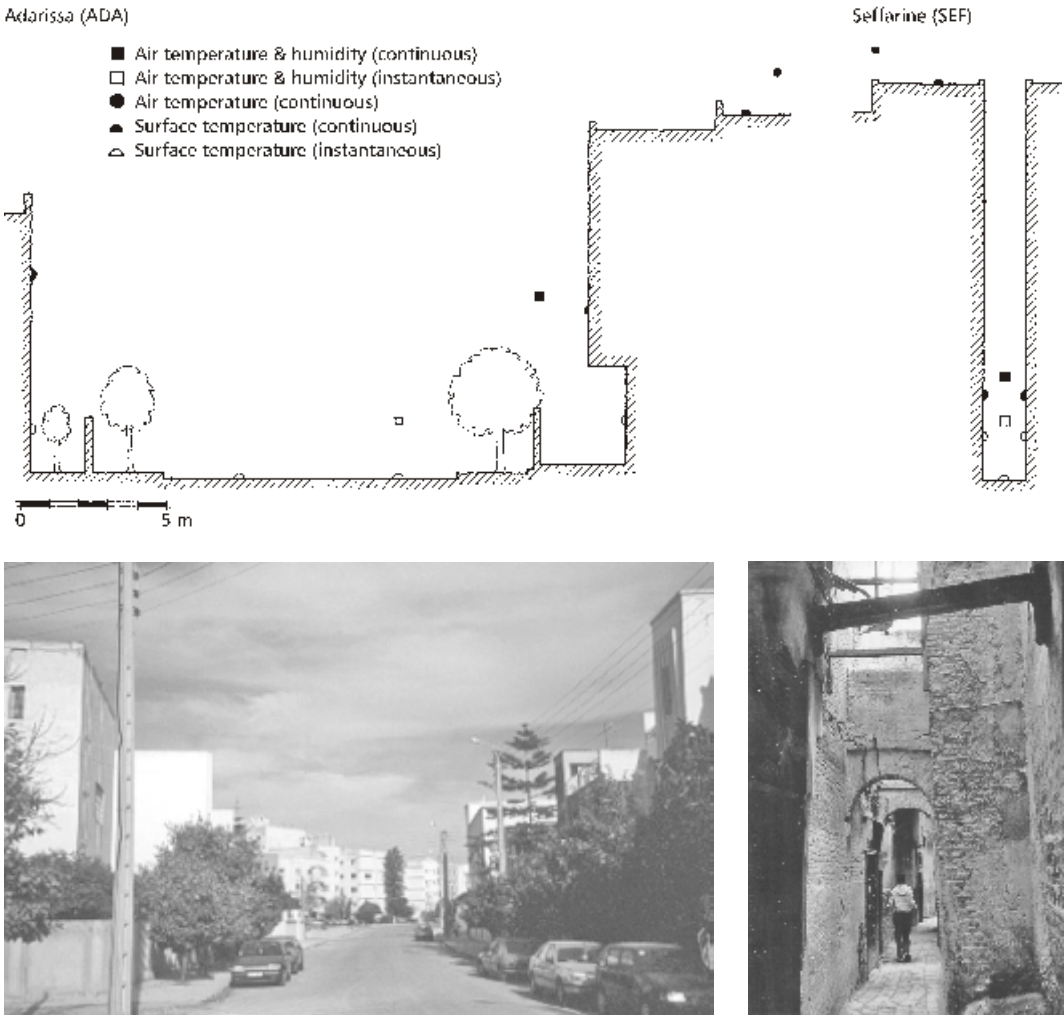 Adarissa (ADA)
Seffarine (SEF)
Air temperature & humidity (continuous)
Air temperature & humidity (instantaneous)
Air temperature (continuous)
Surface temperature (continuous)
Surface temperature (instantaneous)
0 5 m